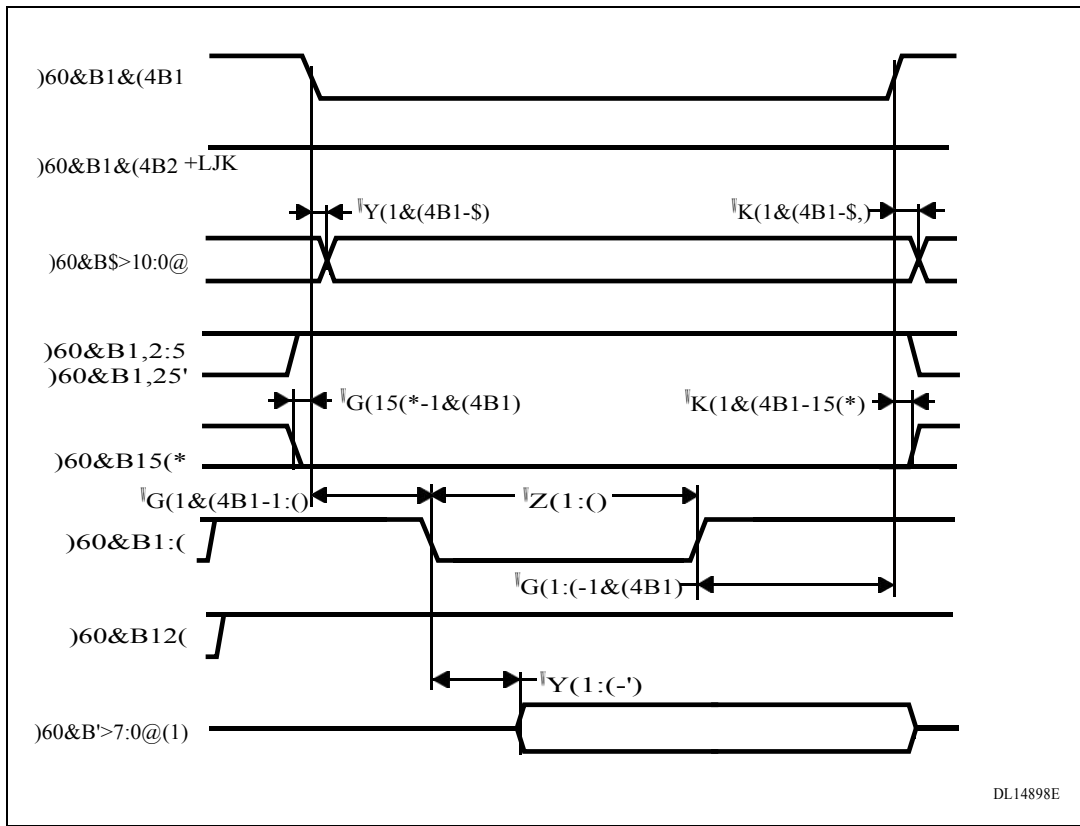 )60&B1&(4B1
)60&B1&(4B2 +LJK
Y(1&(4B1-$)
K(1&(4B1-$,)
)60&B$>10:0@
)60&B1,2:5
)60&B1,25'
G(15(*-1&(4B1)
K(1&(4B1-15(*)
)60&B15(*
G(1&(4B1-1:()
Z(1:()
)60&B1:(
G(1:(-1&(4B1)
)60&B12(
Y(1:(-')
)60&B'>7:0@(1)
DL14898E